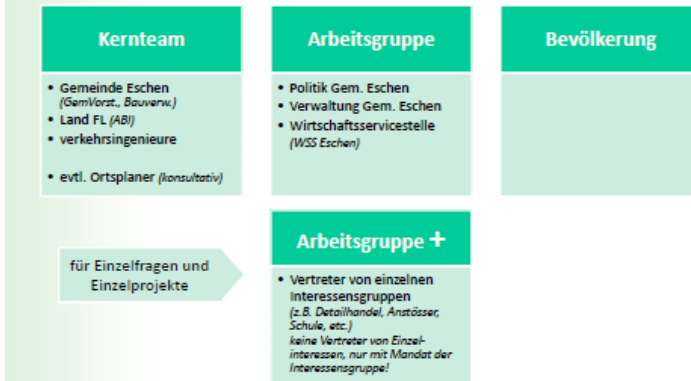 Kernteam
• Gemeinde Eschen
(GemVorst., Bauverw.)
• Land FL (ABI)
• verkehrsingenieure
• evtl. Ortsplaner (konsultativ)
Arbeitsgruppe
• Politik Gem. Eschen
• Verwaltung Gem. Eschen
• Wirtschaftsservicestelle
(WSS Eschen)
Bevölkerung
für Einzelfragen und
Einzelprojekte
Arbeitsgruppe +
• Vertreter von einzelnen
Interessensgruppen
(z.B. Detailhandel, Anstösser,
Schule, etc.)
keine Vertreter von Einzel-
interessen, nur mit Mandat der
Interessensgruppe!